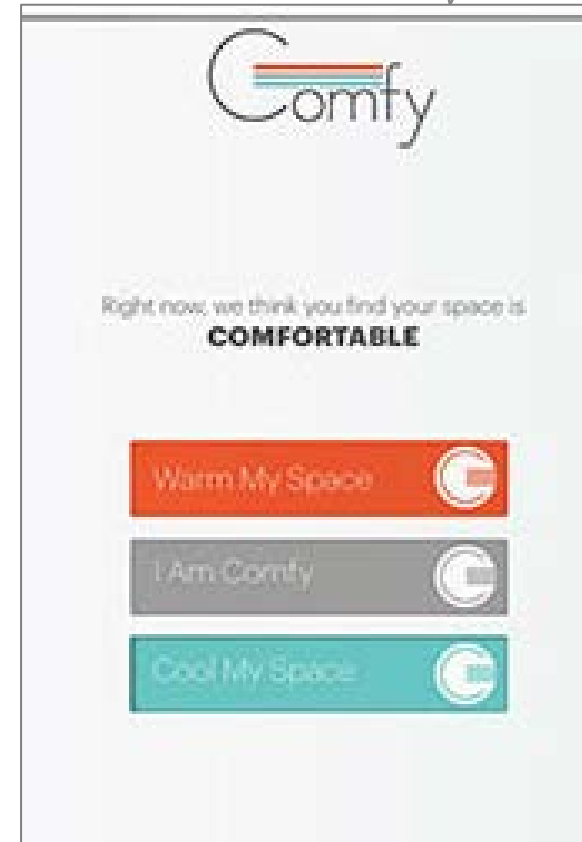 Comfy
Right now, we think you find your space is
COMFORTABLE
Warm My Space
I Am Comfy
Cool My Space